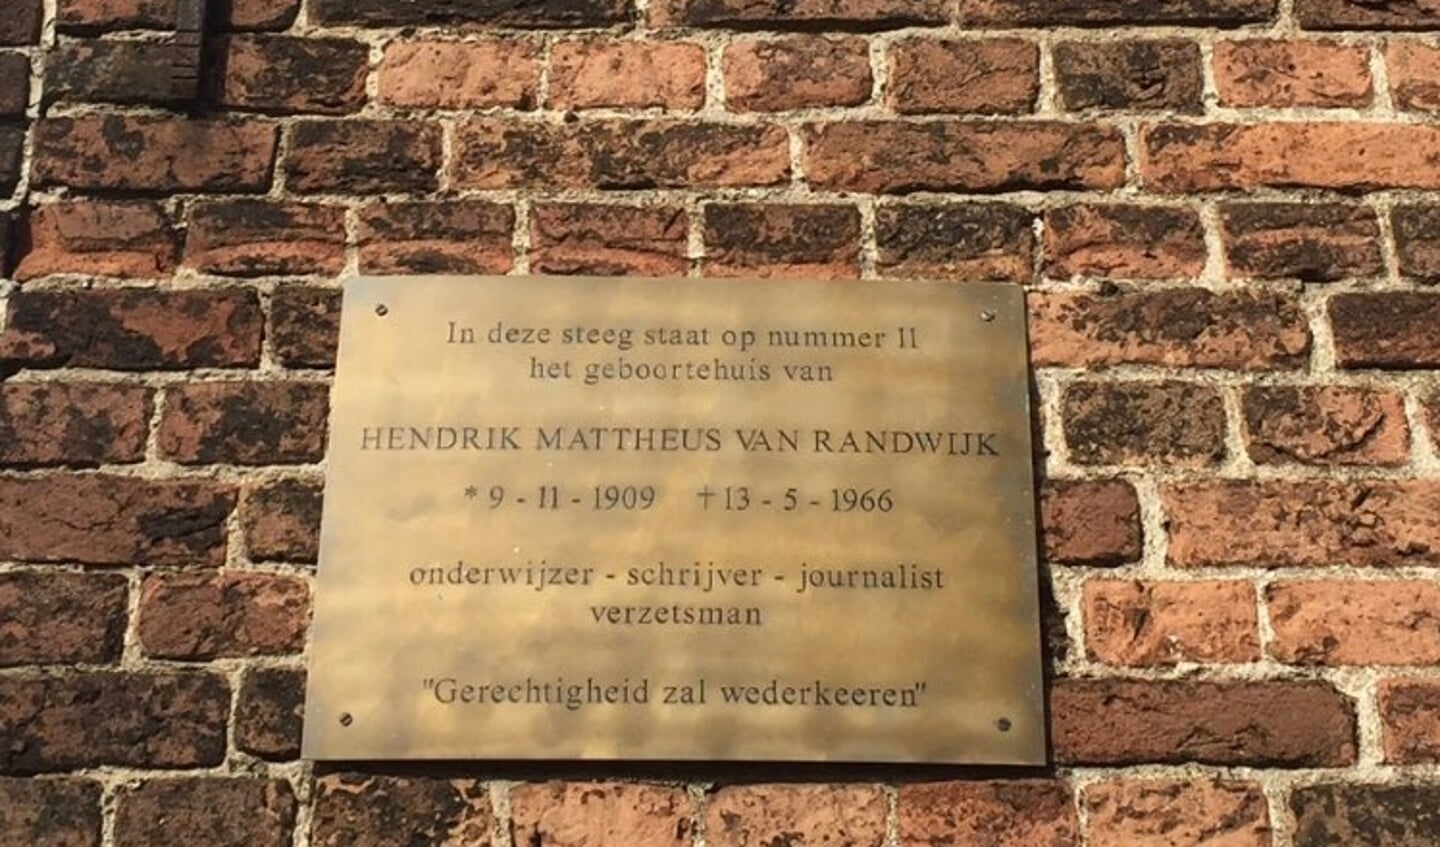 In deze steeg staat op nummer 11
het geboortehuis van
HENDRIK MATTHEUS VAN RANDWIJK
* 9 - 11 - 1909 † 13 - 5 - 1966
onderwijzer - schrijver - journalist
verzetsman
"Gerechtigheid zal wederkeeren"